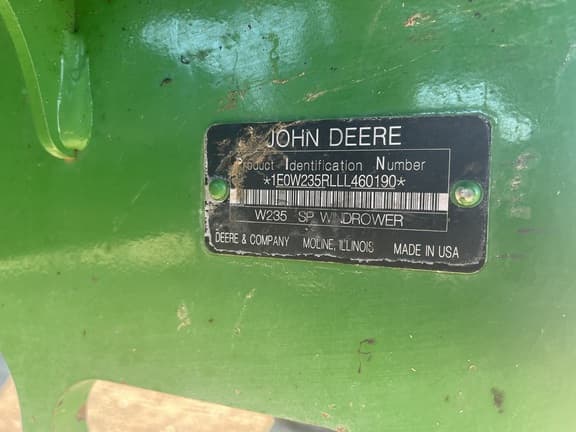 JOHN DEERE
Product Identification Number
*1E0W235RLLL460190*
W235 SP WINDROWER
DEERE & COMPANY MOLINE, ILLINOIS MADE IN USA